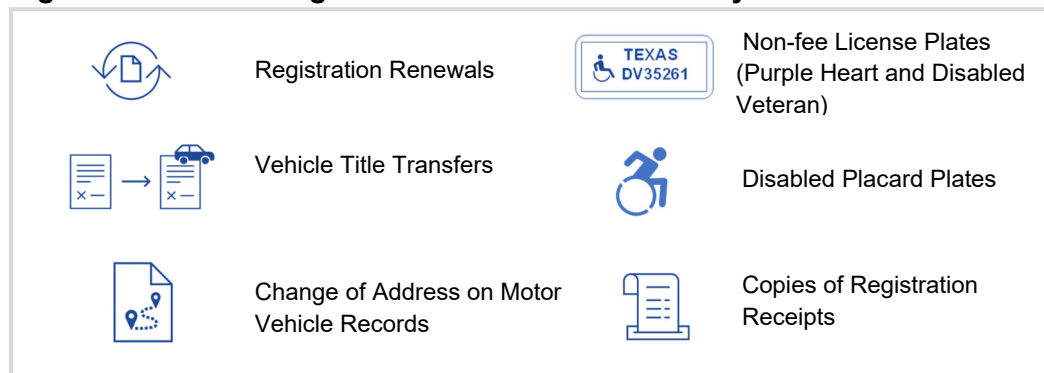 Registration Renewals
TEXAS
DV35261
Non-fee License Plates
(Purple Heart and Disabled
Veteran)
Vehicle Title Transfers
Disabled Placard Plates
Change of Address on Motor
Vehicle Records
Copies of Registration
Receipts